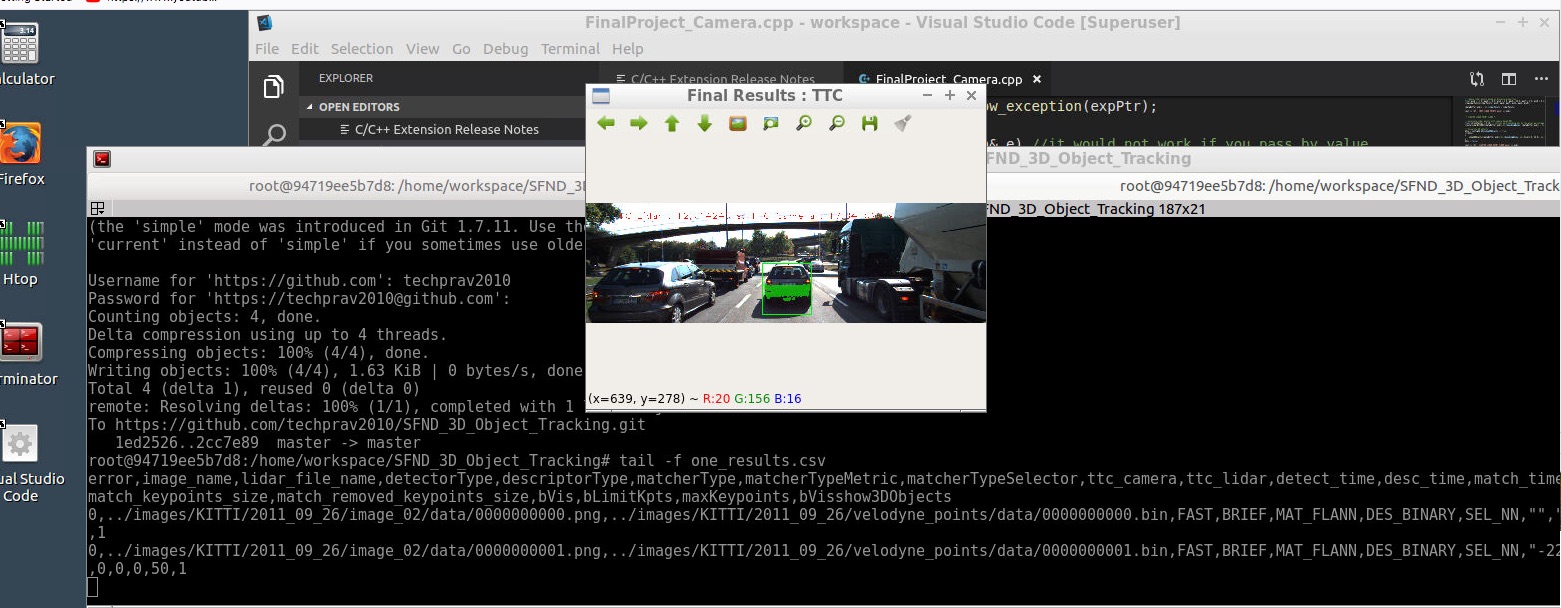 FinalProject_Camera.cpp - workspace - Visual Studio Code [Superuser]
File Edit Selection View Go Debug Terminal Help
3.14
lculator
Firefox
Htop
rminator
ual Studio
Code
EXPLORER
OPEN EDITORS
C/C++ Extension Release Notes
C/C++ Extension Release Notes
FinalProject_Camera.cpp
ow_exception(expPtr);
& e) //it would not work if you pass by value
Final Results : TTC
(x=639, y=278) ~ R:20 G:156 B:16
FND_3D_Object_Tracking
root@94719ee5b7d8: /home/workspace/SFND_3
root@94719ee5b7d8: /home/workspace/SFND_3D_Object_Track
FND_3D_Object_Tracking 187x21
(the 'simple' mode was introduced in Git 1.7.11. Use the
'current' instead of 'simple' if you sometimes use olde
Username for 'https://github.com': techprav2010
Password for 'https://techprav2010@github.com':
Counting objects: 4, done.
Delta compression using up to 4 threads.
Compressing objects: 100% (4/4), done.
Writing objects: 100% (4/4), 1.63 KiB | 0 bytes/s, done
Total 4 (delta 1), reused 0 (delta 0)
remote: Resolving deltas: 100% (1/1), completed with 1
To https://github.com/techprav2010/SFND_3D_Object_Tracking.git
1ed2526..2cc7e89 master -> master
root@94719ee5b7d8:/home/workspace/SFND_3D_Object_Tracking# tail -f one_results.csv
error,image_name,lidar_file_name,detectorType,descriptorType,matcherType,matcherTypeMetric,matcherTypeSelector,ttc_camera,ttc_lidar,detect_time,desc_time,match_time
match_keypoints_size,match_removed_keypoints_size,bVis,bLimitKpts,maxKeypoints,bVisshow3DObjects
0,../images/KITTI/2011_09_26/image_02/data/0000000000.png,../images/KITTI/2011_09_26/velodyne_points/data/0000000000.bin,FAST,BRIEF,MAT_FLANN,DES_BINARY,SEL_NN,"",
,1
0,../images/KITTI/2011_09_26/image_02/data/0000000001.png,../images/KITTI/2011_09_26/velodyne_points/data/0000000001.bin,FAST,BRIEF,MAT_FLANN,DES_BINARY,SEL_NN,"-22
,0,0,0,50,1